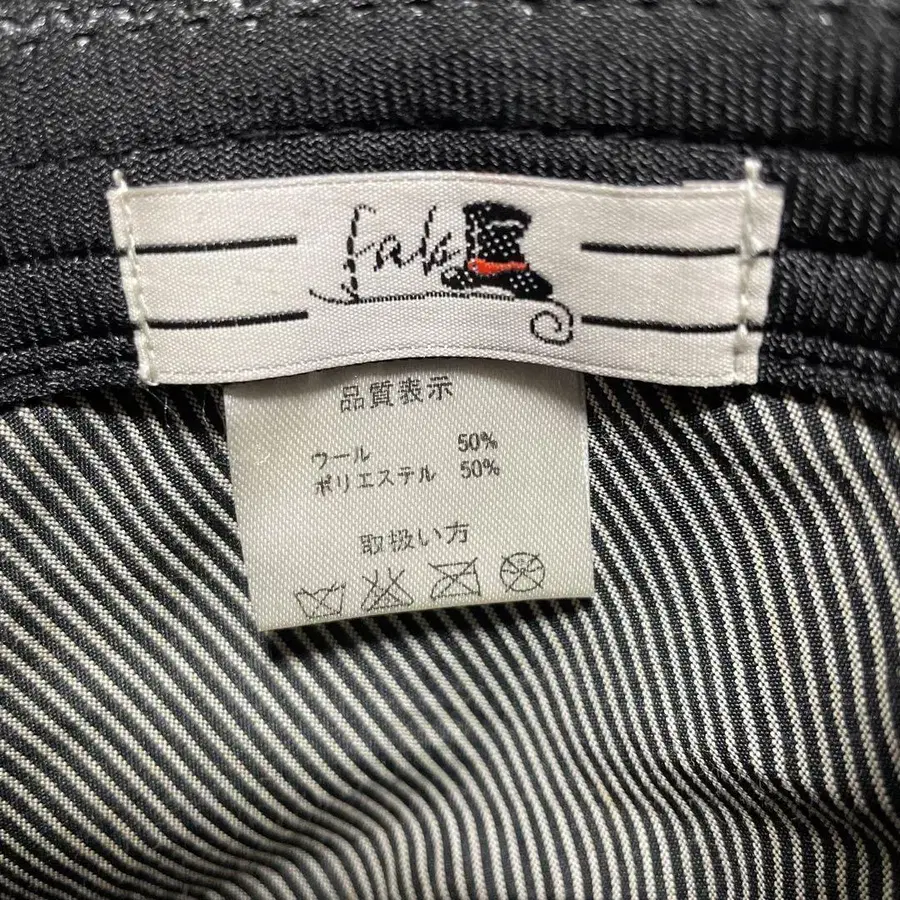 fak
品質表示
ウール 50%
ポリエステル 50%
取扱い方